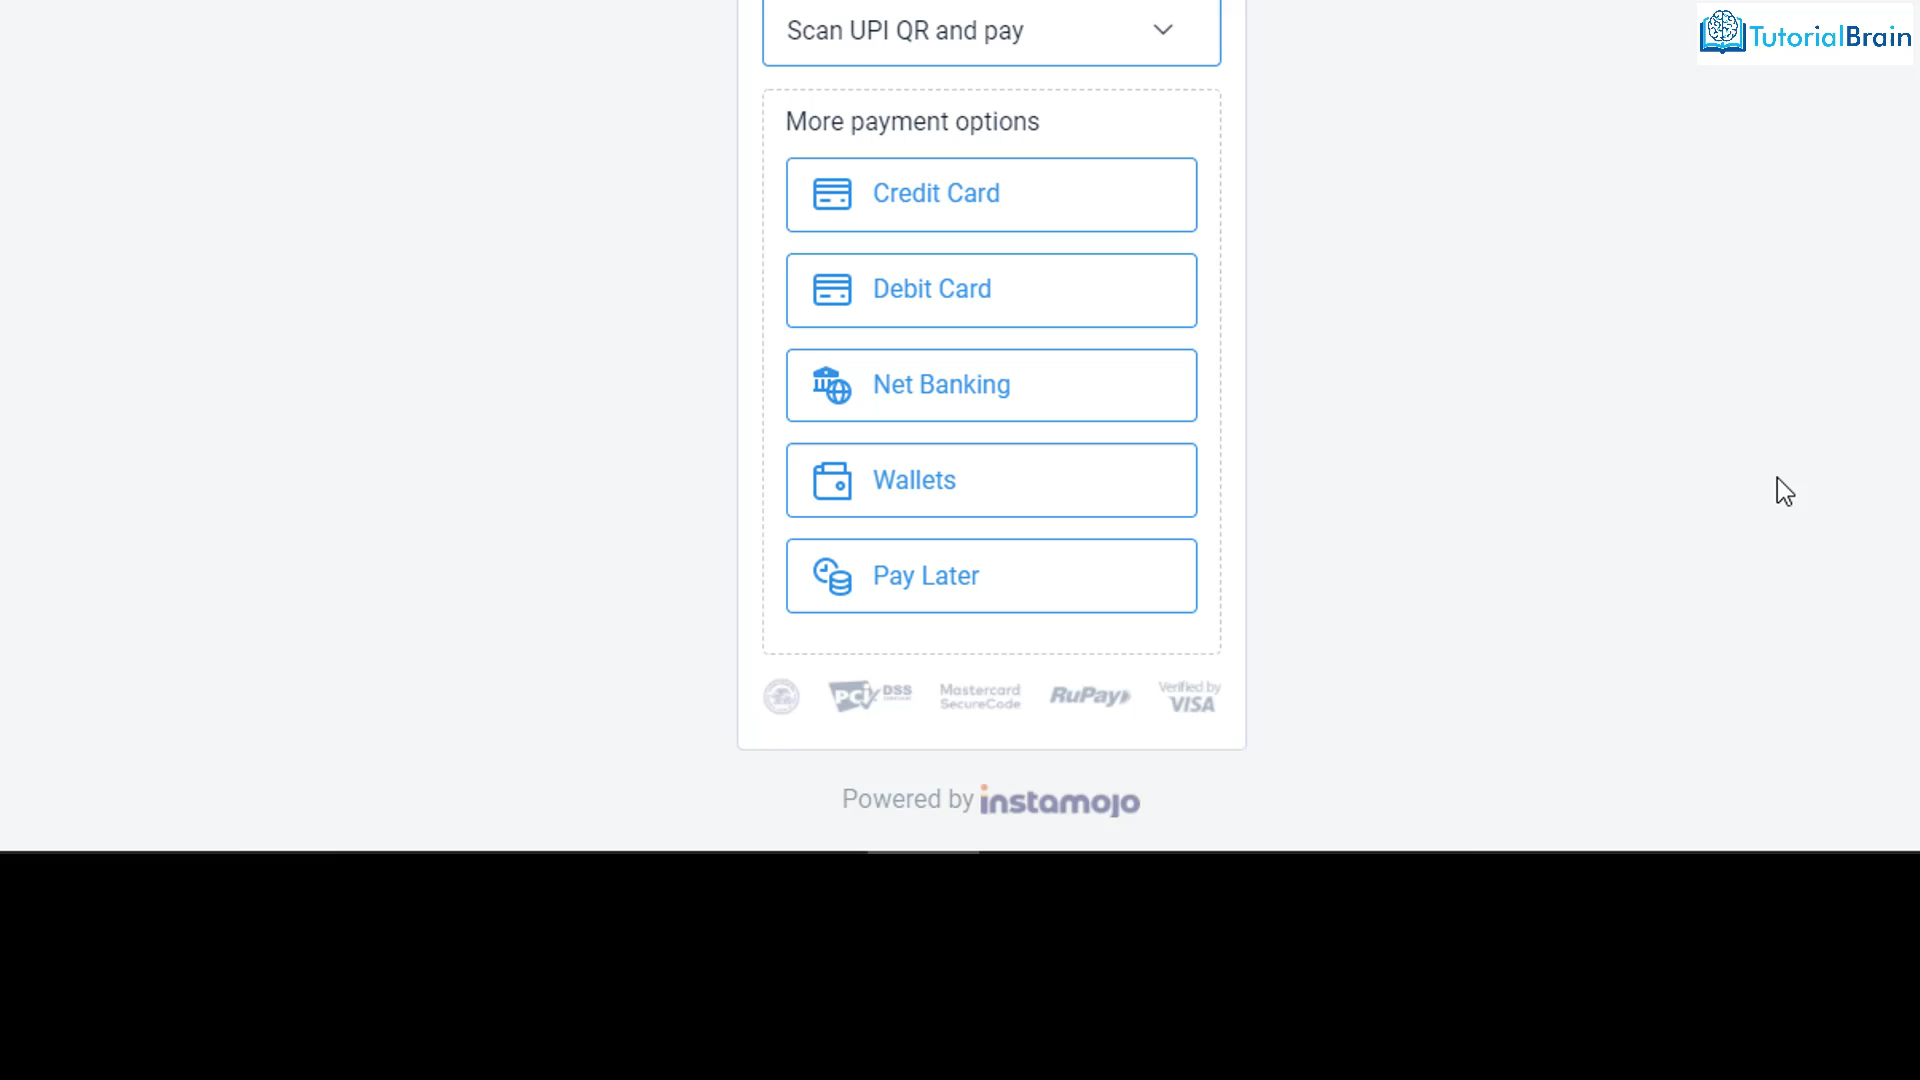 Scan UPI QR and pay
TutorialBrain
More payment options
Credit Card
Debit Card
Net Banking
Wallets
Pay Later
PCI DSS
Mastercard SecureCode
RuPay
Verified by VISA
Powered by instamojo